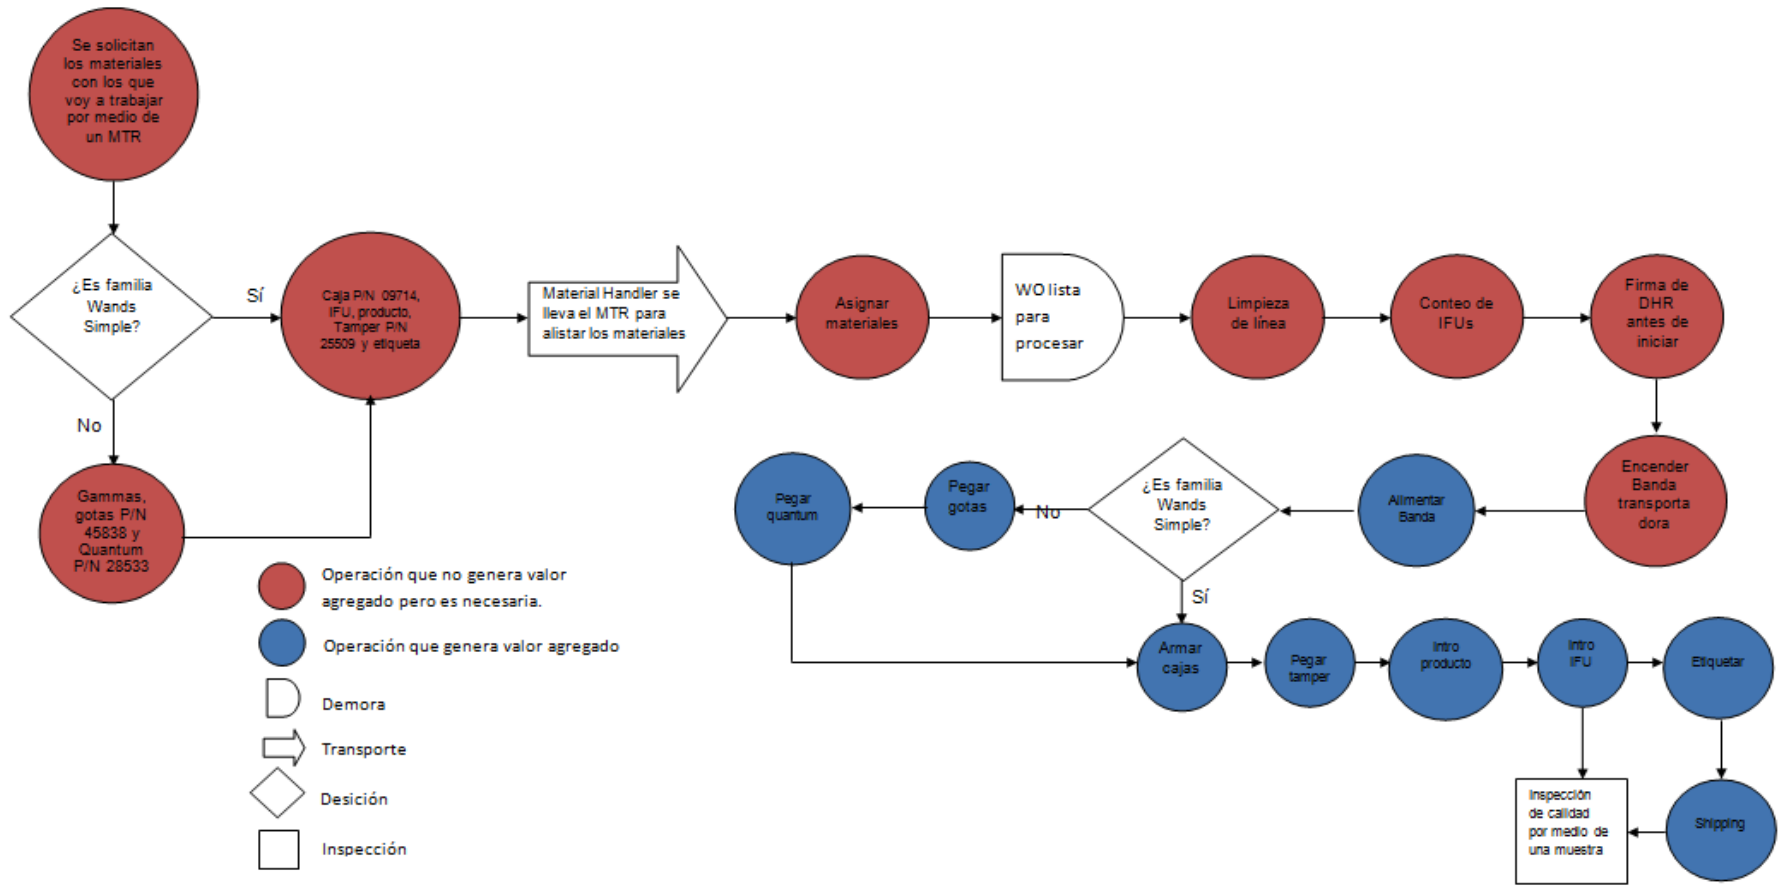 Se solicitan
los materiales
con los que
voy a trabajar
por medio de
un MTR
¿Es familia
Wands
Simple?
Sí
No
Caja P/N 09714,
IFU, producto,
Tamper P/N
25509 y etiqueta
Gammas,
gotas P/N
45838 y
Quantum
P/N 28533
Material Handler se
lleva el MTR para
alistar los materiales
Asignar
materiales
WO lista
para
procesar
Limpieza
de línea
Conteo de
IFUs
Firma de
DHR
antes de
iniciar
Encender
Banda
transporta
dora
Alimentar
Banda
¿Es familia
Wands
Simple?
No
Sí
Pegar
gotas
Pegar
quantum
Armar
cajas
Pegar
tamper
Intro
producto
Intro
IFU
Etiquetar
Shipping
Inspección
de calidad
por medio de
una muestra
Operación que no genera valor
agregado pero es necesaria.
Operación que genera valor agregado
Demora
Transporte
Desición
Inspección